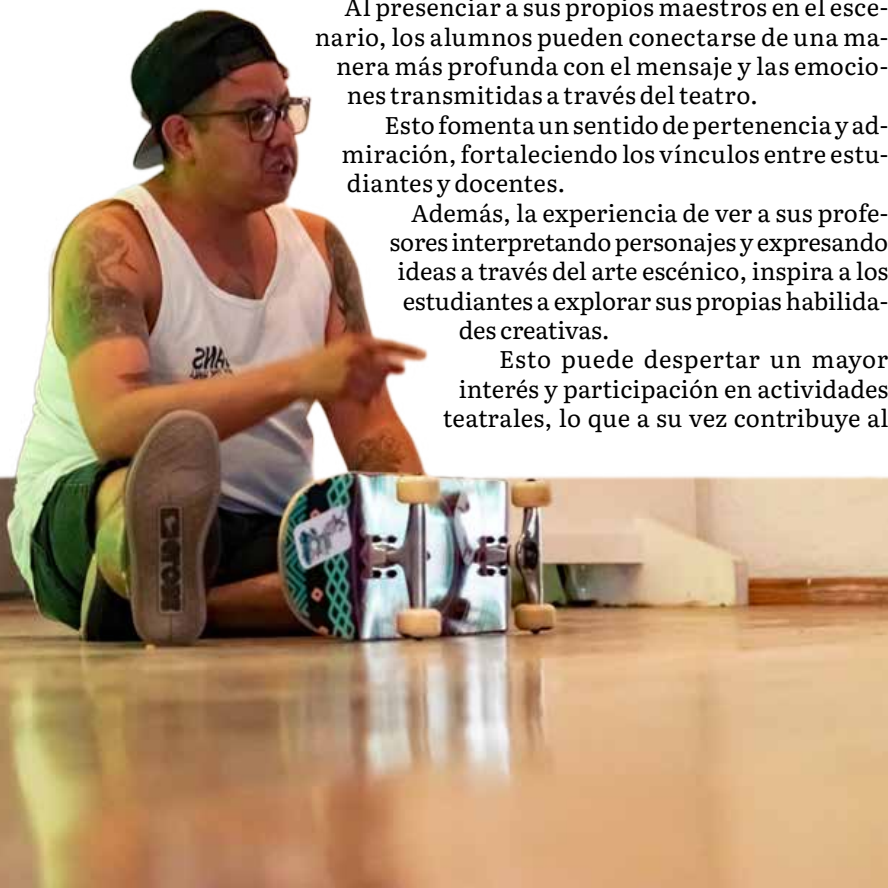 Al presenciar a sus propios maestros en el esce-
nario, los alumnos pueden conectarse de una ma-
nera más profunda con el mensaje y las emocio-
nes transmitidas a través del teatro.
Esto fomenta un sentido de pertenencia y ad-
miración, fortaleciendo los vínculos entre estu-
diantes y docentes.
Además, la experiencia de ver a sus profe-
sores interpretando personajes y expresando
ideas a través del arte escénico, inspira a los
estudiantes a explorar sus propias habilida-
des creativas.
Esto puede despertar un mayor
interés y participación en actividades
teatrales, lo que a su vez contribuye al